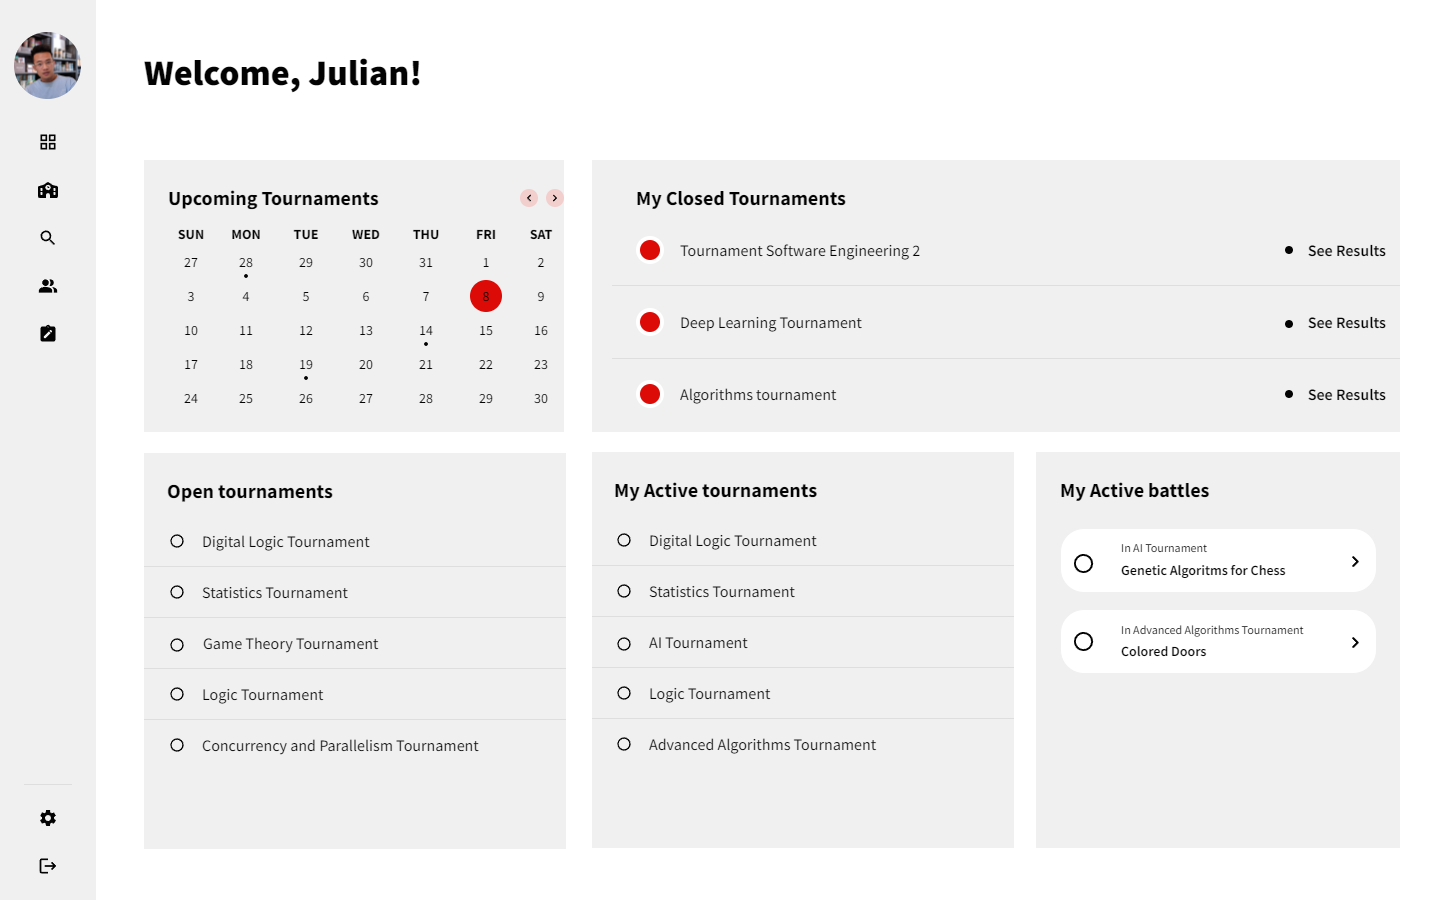 Welcome, Julian!
Upcoming Tournaments
SUN MON TUE WED THU FRI SAT
27 28 29 30 31 1 2
3 4 5 6 7 8 9
10 11 12 13 14 15 16
17 18 19 20 21 22 23
24 25 26 27 28 29 30
My Closed Tournaments
Tournament Software Engineering 2 See Results
Deep Learning Tournament See Results
Algorithms tournament See Results
Open tournaments
Digital Logic Tournament
Statistics Tournament
Game Theory Tournament
Logic Tournament
Concurrency and Parallelism Tournament
My Active tournaments
Digital Logic Tournament
Statistics Tournament
AI Tournament
Logic Tournament
Advanced Algorithms Tournament
My Active battles
In AI Tournament
Genetic Algoritms for Chess
In Advanced Algorithms Tournament
Colored Doors